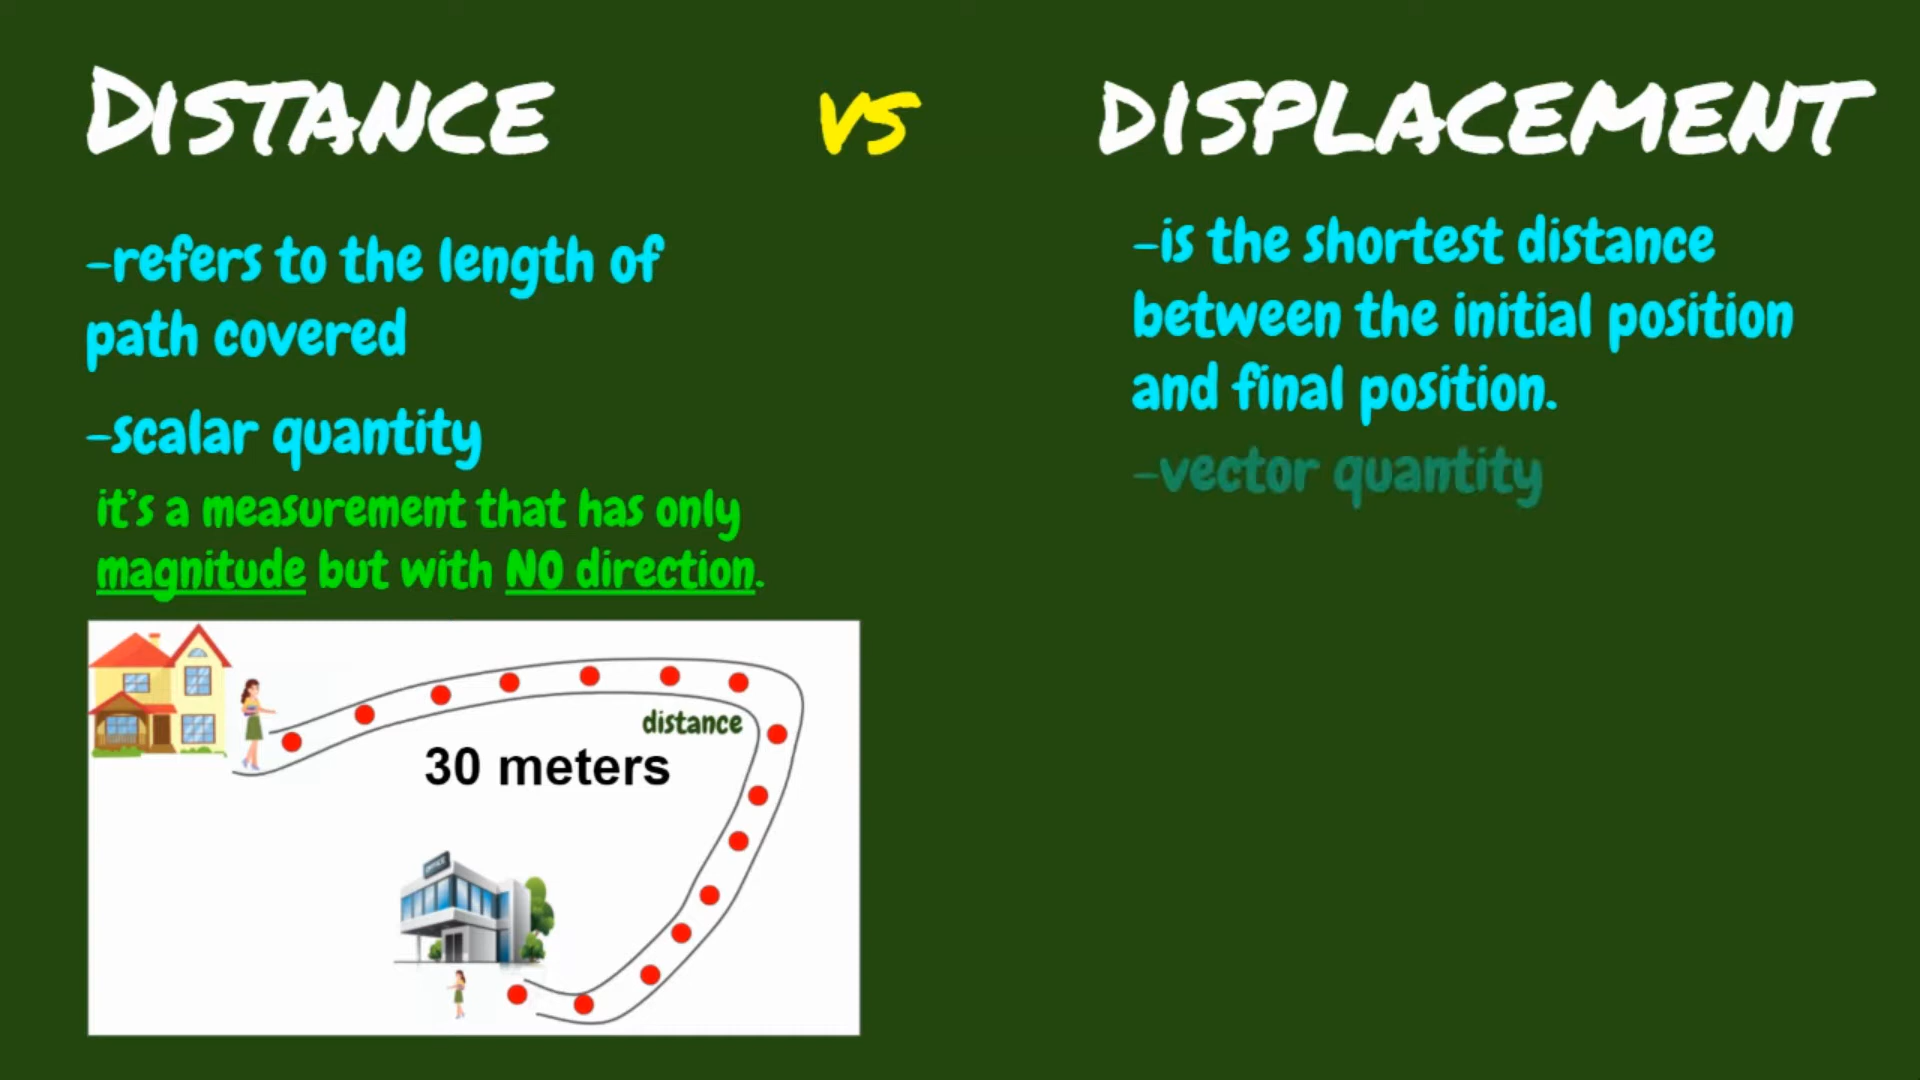 DISTANCE VS DISPLACEMENT
-refers to the length of
path covered
-scalar quantity
it's a measurement that has only
magnitude but with NO direction.
distance
30 meters
OFFICE
-is the shortest distance
between the initial position
and final position.
-vector quantity